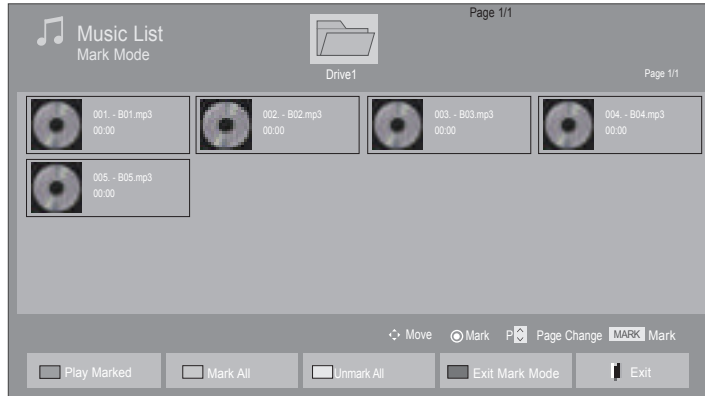 Page 1/1
Music List
Mark Mode
Drive1
Page 1/1
001. - B01.mp3
00:00
002. - B02.mp3
00:00
003. - B03.mp3
00:00
004. - B04.mp3
00:00
005. - B05.mp3
00:00
Move Mark P Page Change MARK Mark
Play Marked Mark All Unmark All Exit Mark Mode Exit